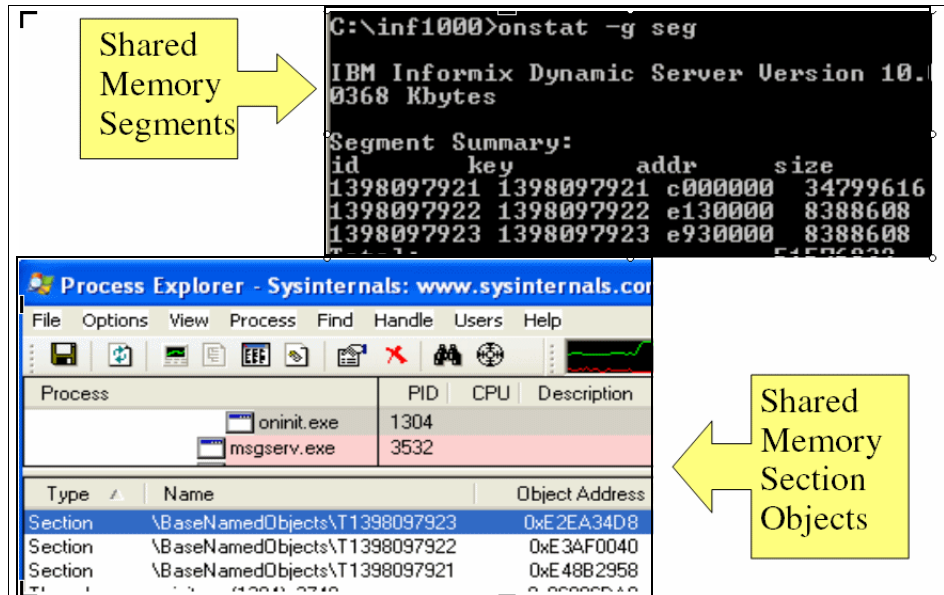 Shared
Memory
Segments
C:\inf1000>onstat -g seg
IBM Informix Dynamic Server Version 10.
0368 Kbytes
Segment Summary:
id key addr size
1398097921 1398097921 c000000 34799616
1398097922 1398097922 e130000 8388608
1398097923 1398097923 e930000 8388608
Total:
Process Explorer - Sysinternals: www.sysinternals.co
File Options View Process Find Handle Users Help
Process PID CPU Description
oninit.exe 1304
msgserv.exe 3532
Type Name Object Address
Section \BaseNamedObjects\T1398097923 0xE2EA34D8
Section \BaseNamedObjects\T1398097922 0xE3AF0040
Section \BaseNamedObjects\T1398097921 0xE48B2958
Shared
Memory
Section
Objects